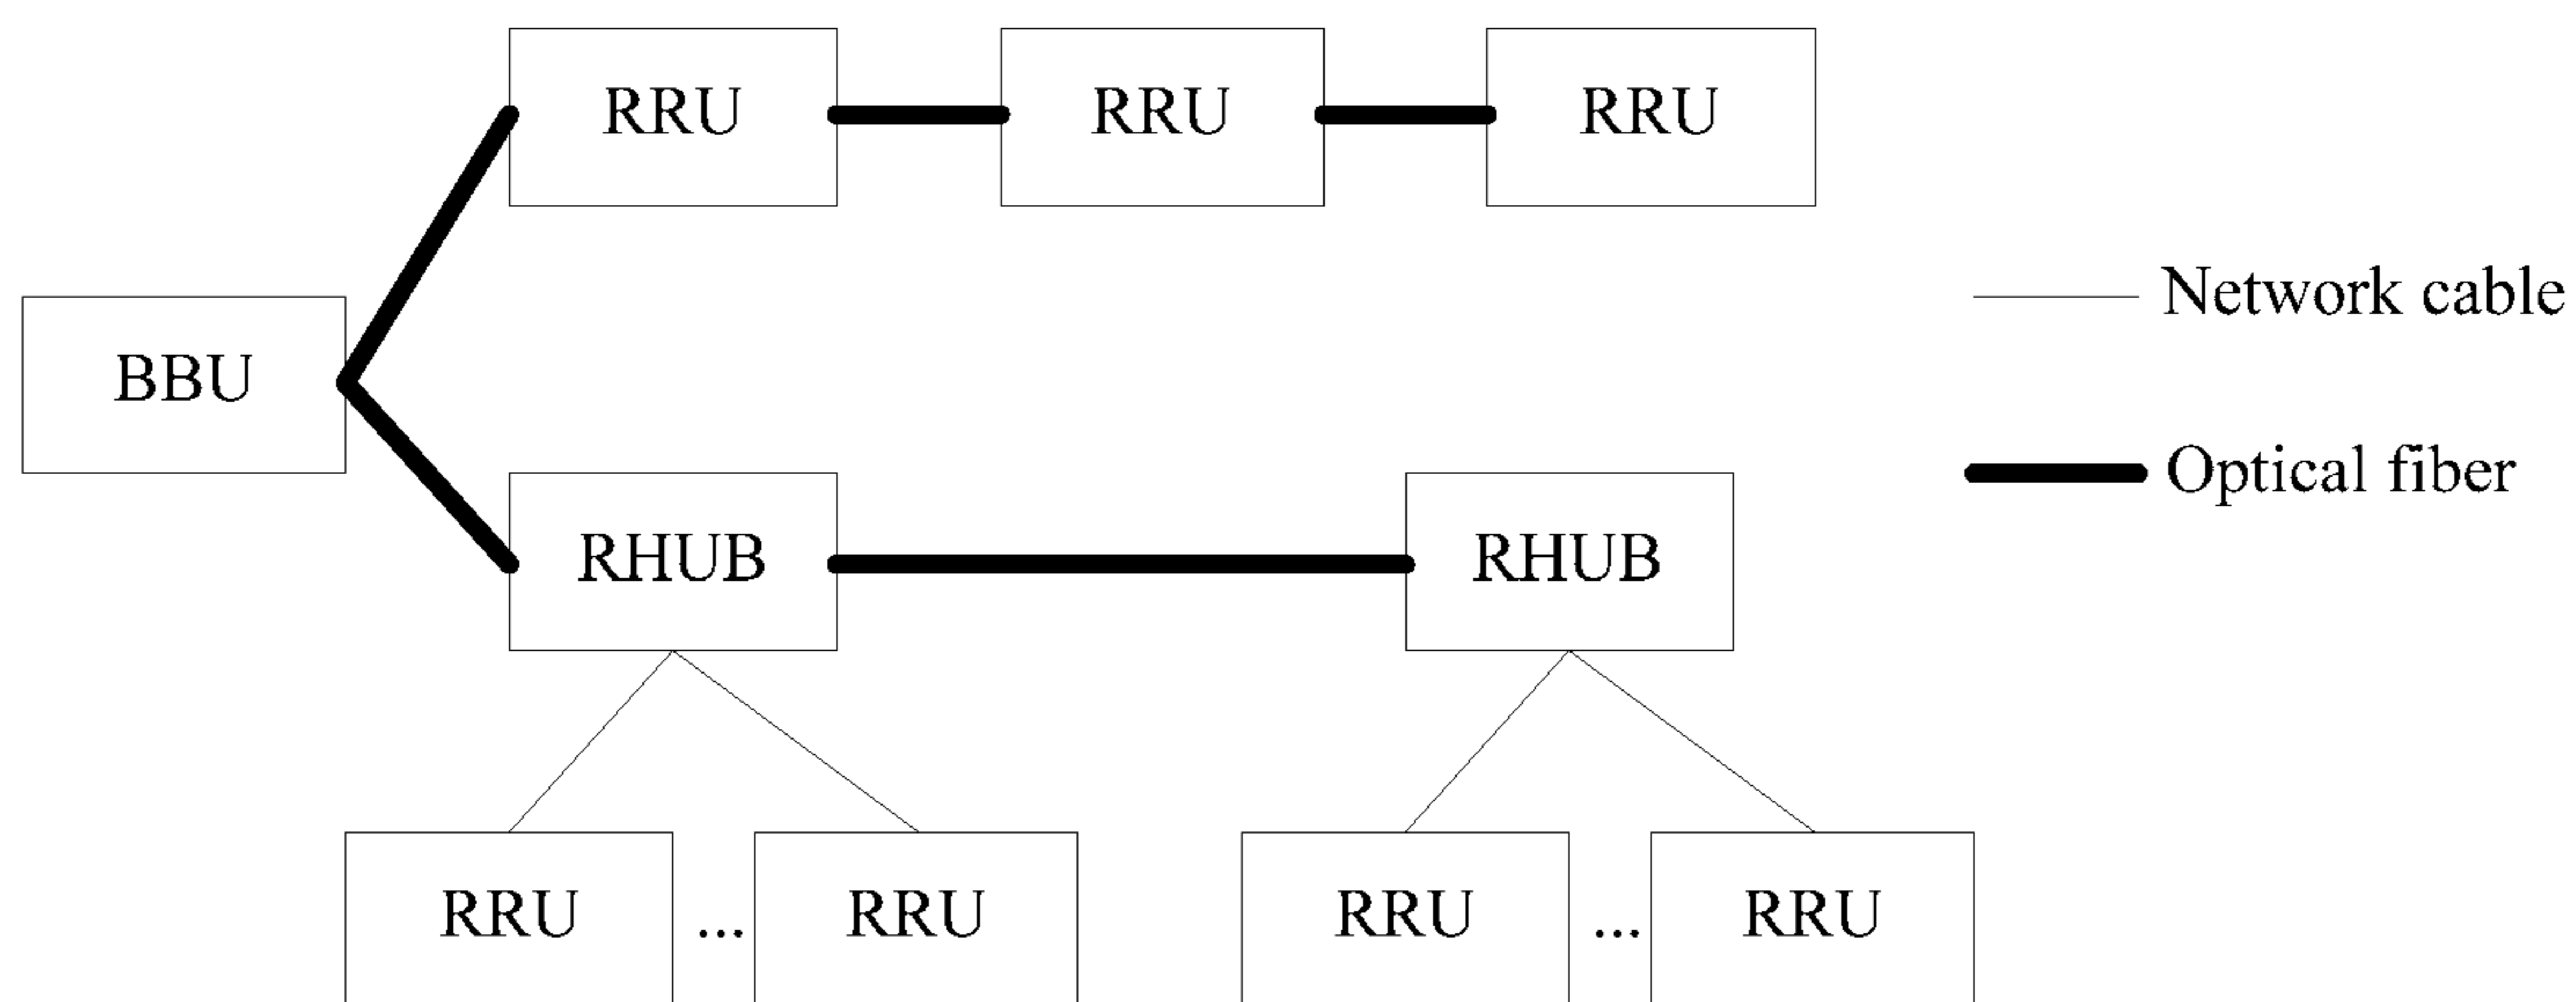 RRU
RRU
RRU
Network cable
BBU
Optical fiber
RHUB
RHUB
RRU
...
RRU
RRU
...
RRU